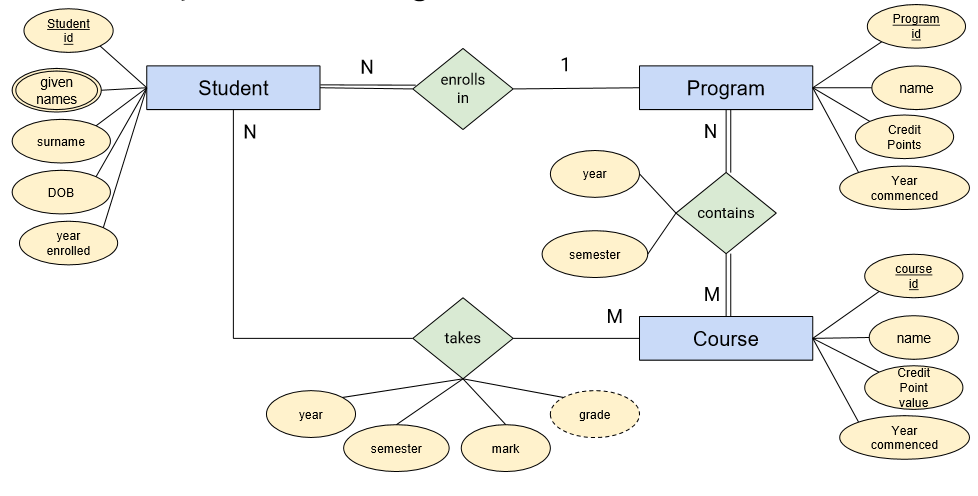 Student
id
given
names
surname
DOB
year
enrolled
Student
N
enrolls
in
1
Program
Program
id
name
Credit
Points
Year
commenced
N
N
year
contains
semester
M
M
takes
Course
course
id
name
Credit
Point
value
Year
commenced
year
semester
mark
grade